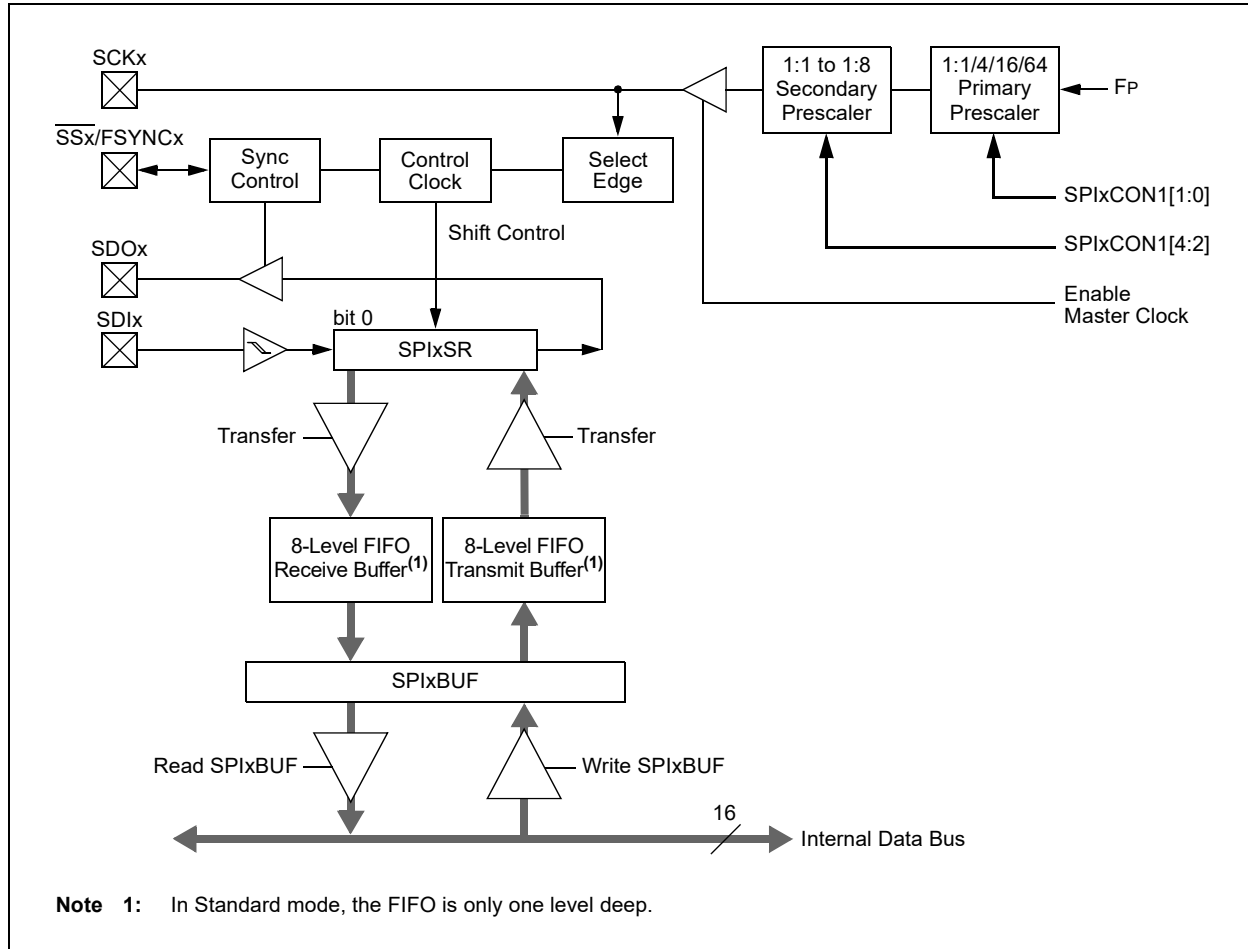 SCKx
1:1 to 1:8
Secondary
Prescaler
1:1/4/16/64
Primary
Prescaler
FP
SSx/FSYNCx
Sync
Control
Control
Clock
Select
Edge
SPIxCON1[1:0]
Shift Control
SPIxCON1[4:2]
SDOx
Enable
Master Clock
SDIx
bit 0
SPIxSR
Transfer
Transfer
8-Level FIFO
Receive Buffer(1)
8-Level FIFO
Transmit Buffer(1)
SPIxBUF
Read SPIxBUF
Write SPIxBUF
16
Internal Data Bus
Note 1: In Standard mode, the FIFO is only one level deep.